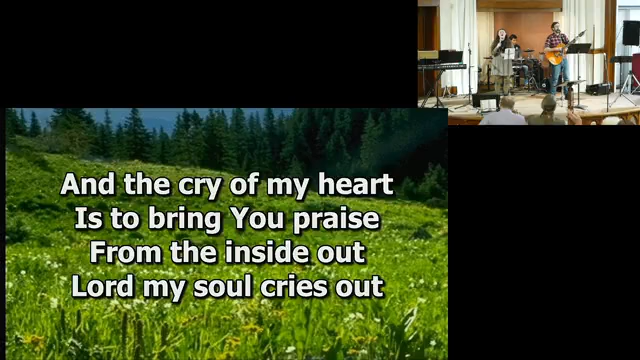 And the cry of my heart
Is to bring You praise
From the inside out
Lord my soul cries out